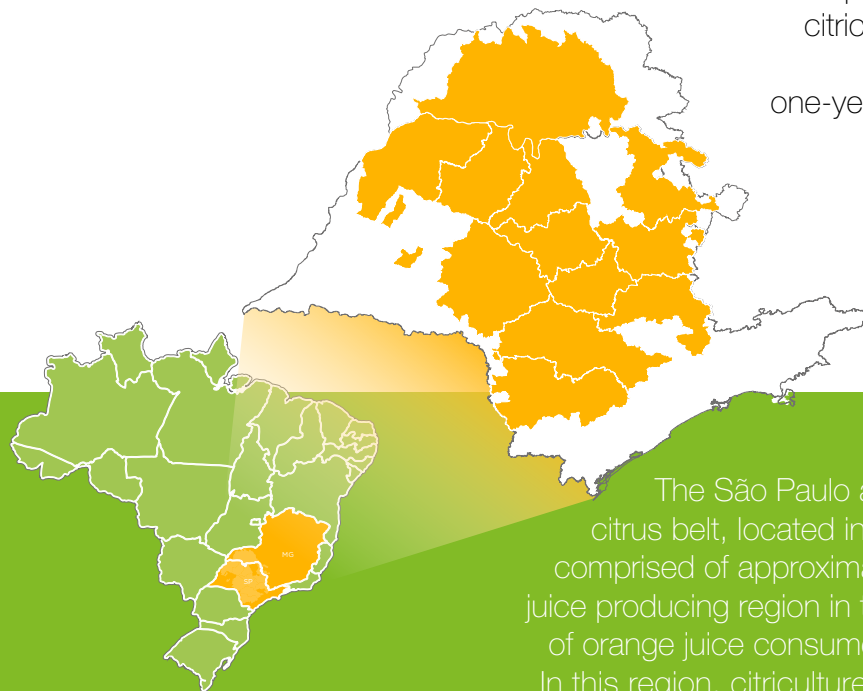 citric
one-ye
MG
SP
The São Paulo a
citrus belt, located in
comprised of approxima
juice producing region in t
of orange juice consume
In this region, citriculture